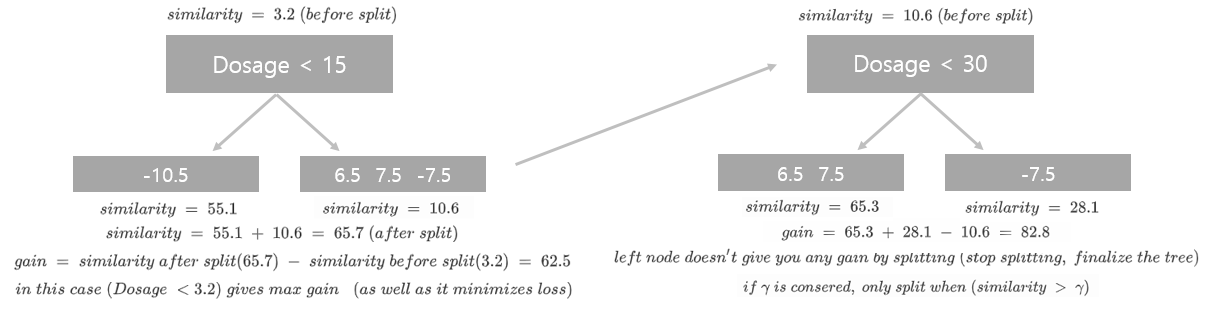 similarity = 3.2 (before split)
Dosage < 15
-10.5
6.5 7.5 -7.5
similarity = 55.1
similarity = 10.6
similarity = 55.1 + 10.6 = 65.7 (after split)
gain = similarity after split(65.7) − similarity before split(3.2) = 62.5
in this case (Dosage < 3.2) gives max gain (as well as it minimizes loss)
similarity = 10.6 (before split)
Dosage < 30
6.5 7.5
-7.5
similarity = 65.3
similarity = 28.1
gain = 65.3 + 28.1 − 10.6 = 82.8
left node doesn't give you any gain by splitting (stop splitting, finalize the tree)
if γ is consered, only split when (similarity > γ)